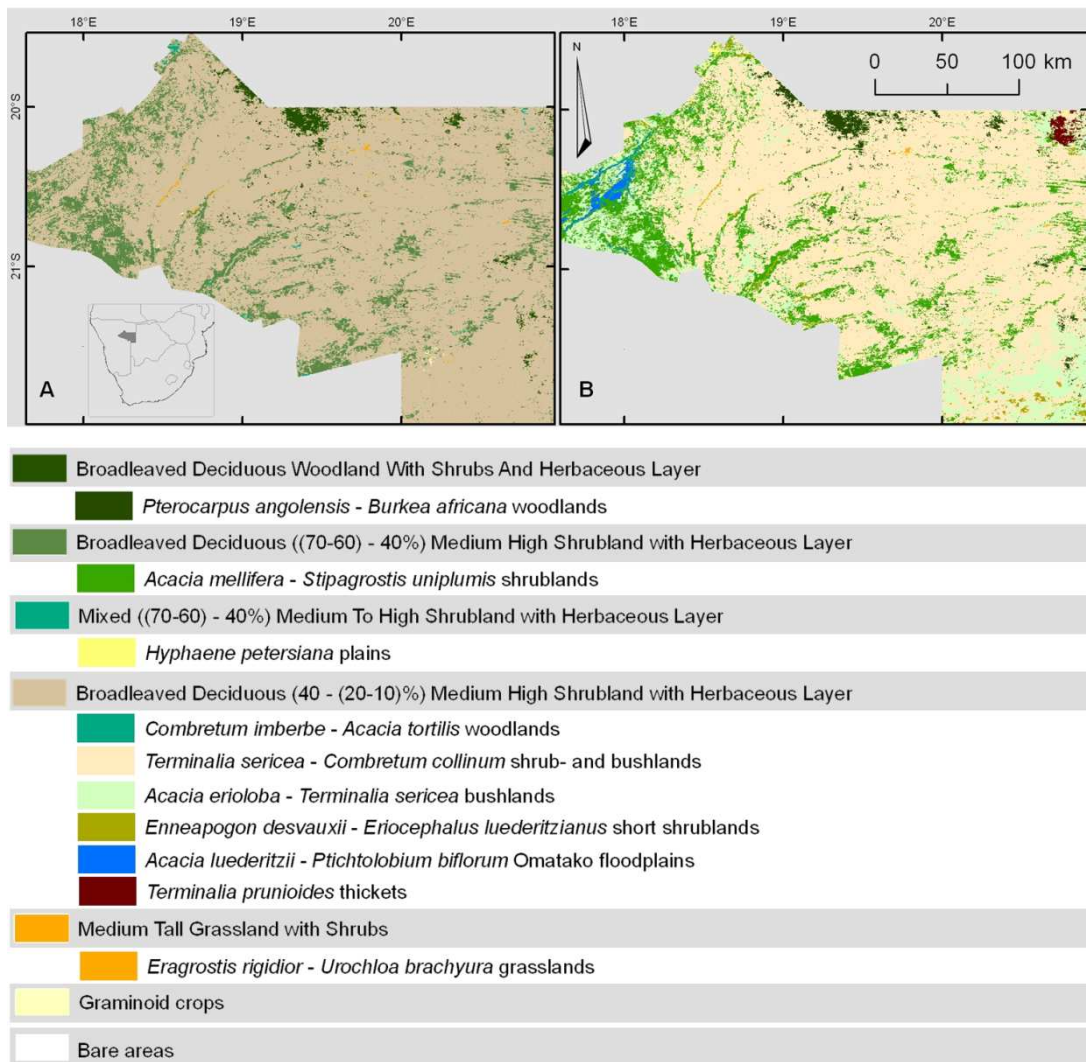 18°E 19°E 20°E
18°E 19°E 20°E
N
0 50 100 km
20°S
21°S
A
B
Broadleaved Deciduous Woodland With Shrubs And Herbaceous Layer
Pterocarpus angolensis - Burkea africana woodlands
Broadleaved Deciduous ((70-60) - 40%) Medium High Shrubland with Herbaceous Layer
Acacia mellifera - Stipagrostis uniplumis shrublands
Mixed ((70-60) - 40%) Medium To High Shrubland with Herbaceous Layer
Hyphaene petersiana plains
Broadleaved Deciduous (40 - (20-10)%) Medium High Shrubland with Herbaceous Layer
Combretum imberbe - Acacia tortilis woodlands
Terminalia sericea - Combretum collinum shrub- and bushlands
Acacia erioloba - Terminalia sericea bushlands
Enneapogon desvauxii - Eriocephalus luederitzianus short shrublands
Acacia luederitzii - Ptichtolobium biflorum Omatako floodplains
Terminalia prunioides thickets
Medium Tall Grassland with Shrubs
Eragrostis rigidior - Urochloa brachyura grasslands
Graminoid crops
Bare areas